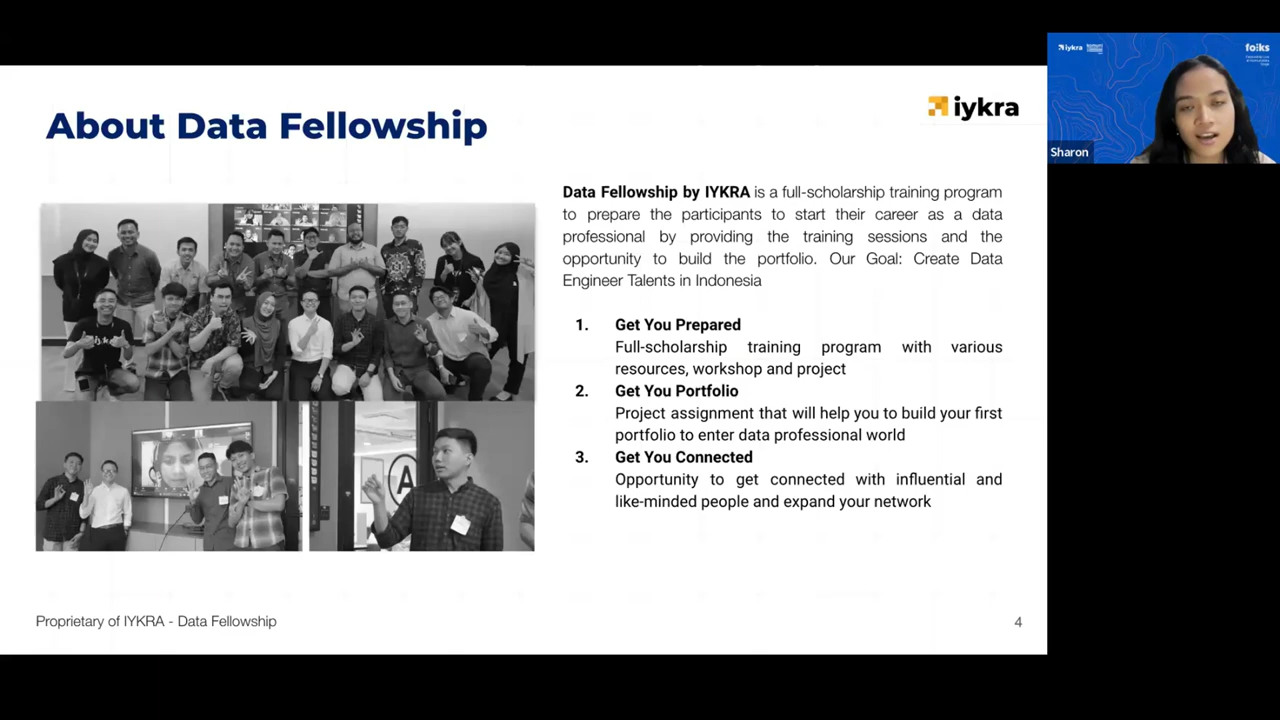 About Data Fellowship
iykra
Data Fellowship by IYKRA is a full-scholarship training program
to prepare the participants to start their career as a data
professional by providing the training sessions and the
opportunity to build the portfolio. Our Goal: Create Data
Engineer Talents in Indonesia
1. Get You Prepared
Full-scholarship training program with various
resources, workshop and project
2. Get You Portfolio
Project assignment that will help you to build your first
portfolio to enter data professional world
3. Get You Connected
Opportunity to get connected with influential and
like-minded people and expand your network
Proprietary of IYKRA - Data Fellowship
4
iykra
Sharon
A